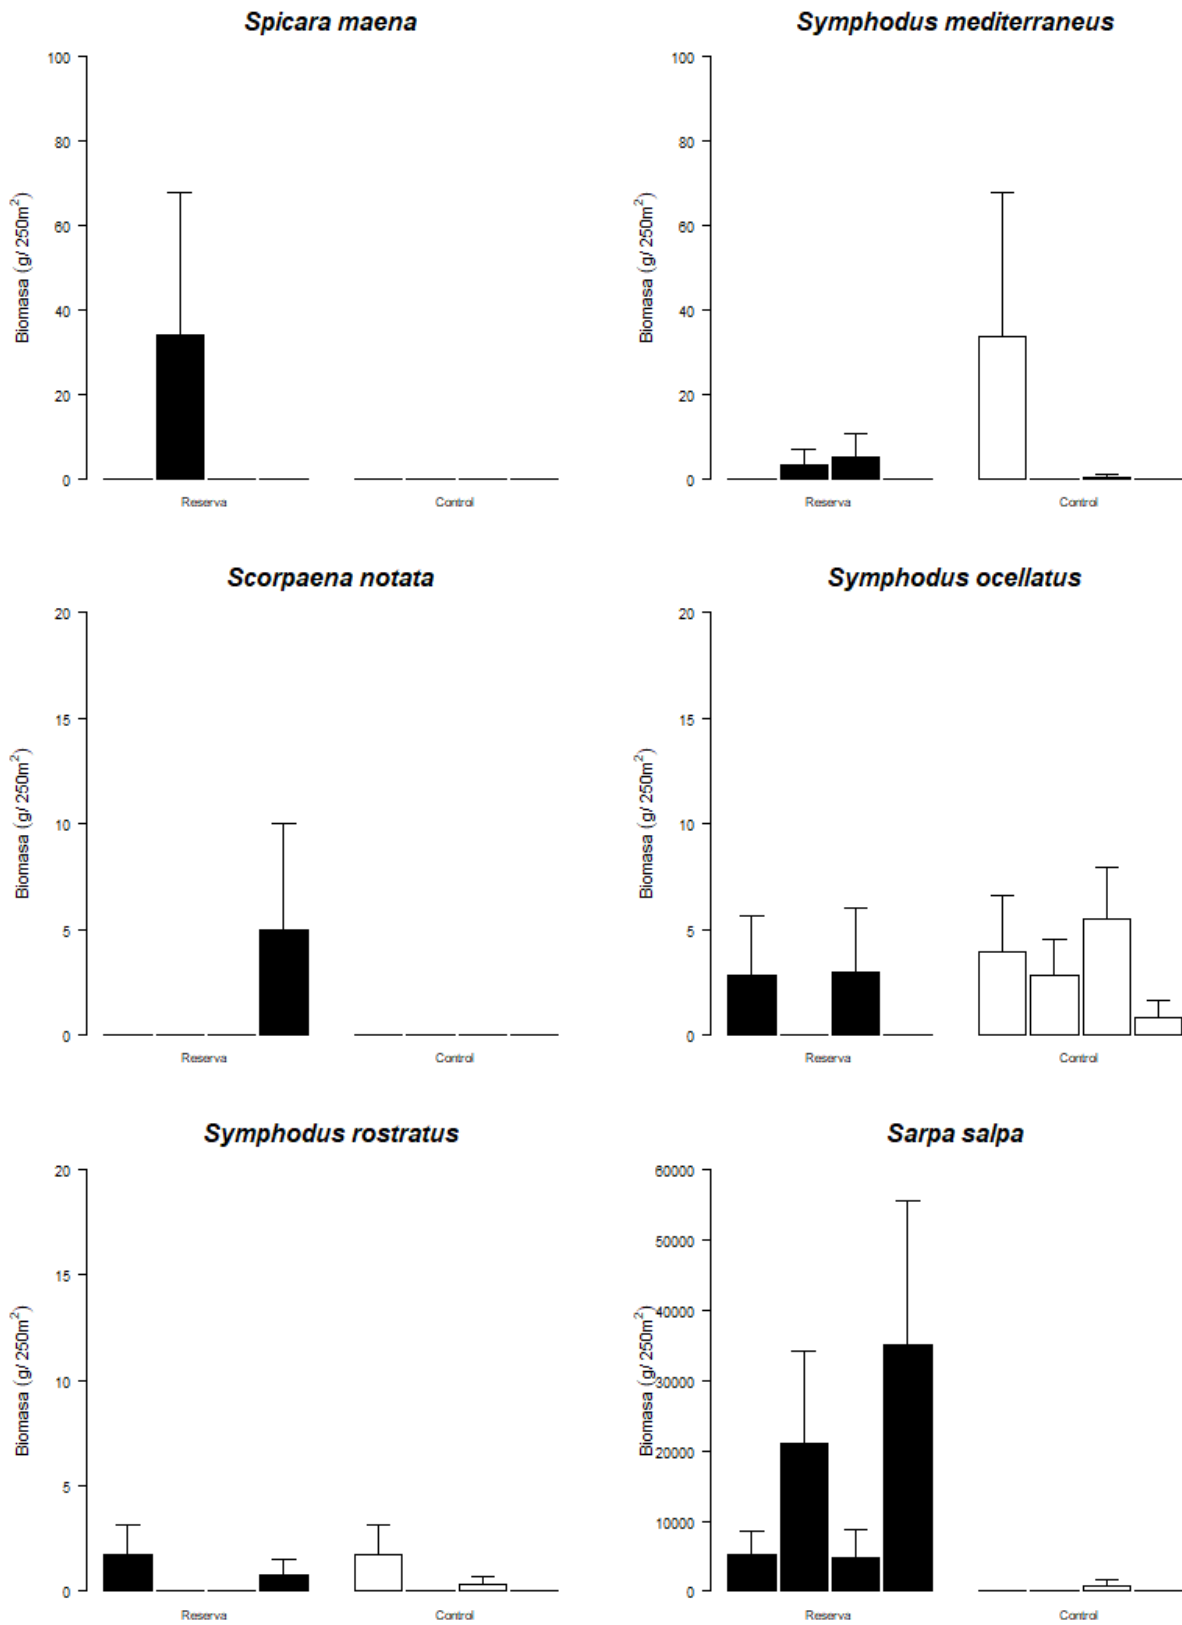 Spicara maena
100
80
60
40
20
0
Biomasa (g/ 250m²)
Reserva
Control
Symphodus mediterraneus
100
80
60
40
20
0
Biomasa (g/ 250m²)
Reserva
Control
Scorpaena notata
20
15
10
5
0
Biomasa (g/ 250m²)
Reserva
Control
Symphodus ocellatus
20
15
10
5
0
Biomasa (g/ 250m²)
Reserva
Control
Symphodus rostratus
20
15
10
5
0
Biomasa (g/ 250m²)
Reserva
Control
Sarpa salpa
60000
50000
40000
30000
20000
10000
0
Biomasa (g/ 250m²)
Reserva
Control